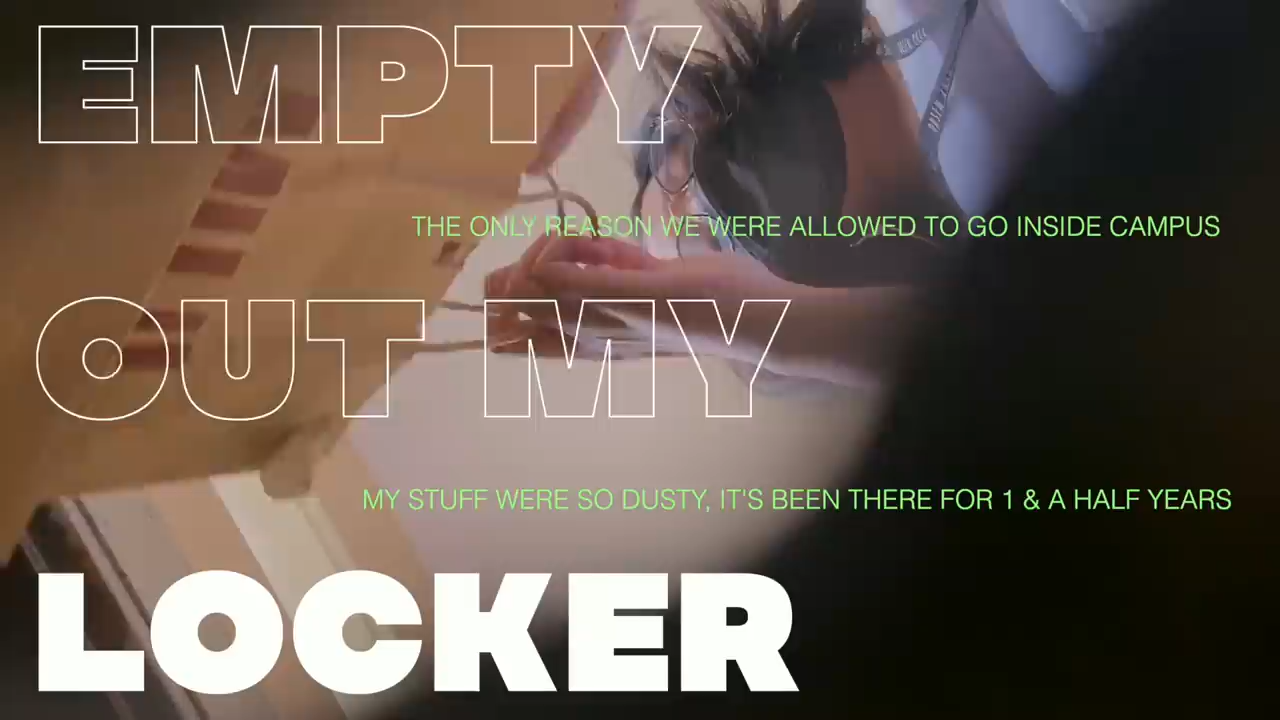 EMPTY
THE ONLY REASON WE WERE ALLOWED TO GO INSIDE CAMPUS
OUT MY
MY STUFF WERE SO DUSTY, IT'S BEEN THERE FOR 1 & A HALF YEARS
LOCKER